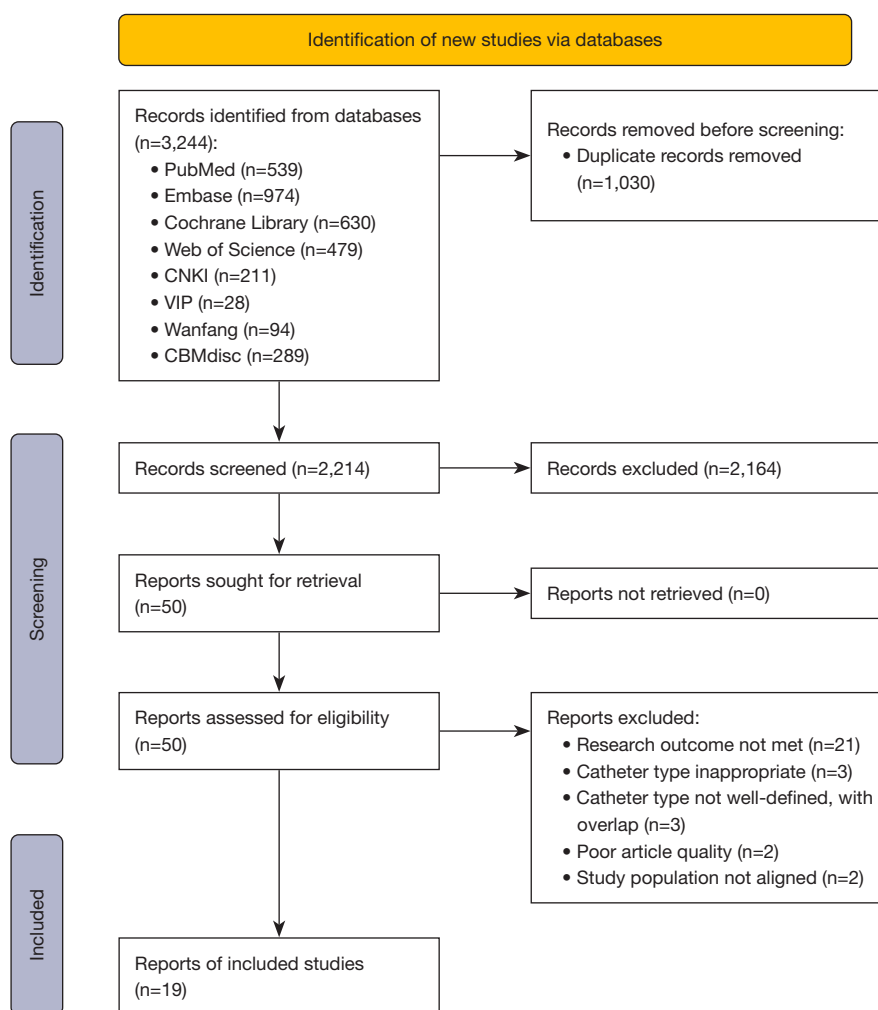 Identification of new studies via databases
Identification
Records identified from databases
(n=3,244):
• PubMed (n=539)
• Embase (n=974)
• Cochrane Library (n=630)
• Web of Science (n=479)
• CNKI (n=211)
• VIP (n=28)
• Wanfang (n=94)
• CBMdisc (n=289)
Records removed before screening:
• Duplicate records removed
(n=1,030)
Screening
Records screened (n=2,214)
Records excluded (n=2,164)
Reports sought for retrieval
(n=50)
Reports not retrieved (n=0)
Reports assessed for eligibility
(n=50)
Reports excluded:
• Research outcome not met (n=21)
• Catheter type inappropriate (n=3)
• Catheter type not well-defined, with
overlap (n=3)
• Poor article quality (n=2)
• Study population not aligned (n=2)
Included
Reports of included studies
(n=19)